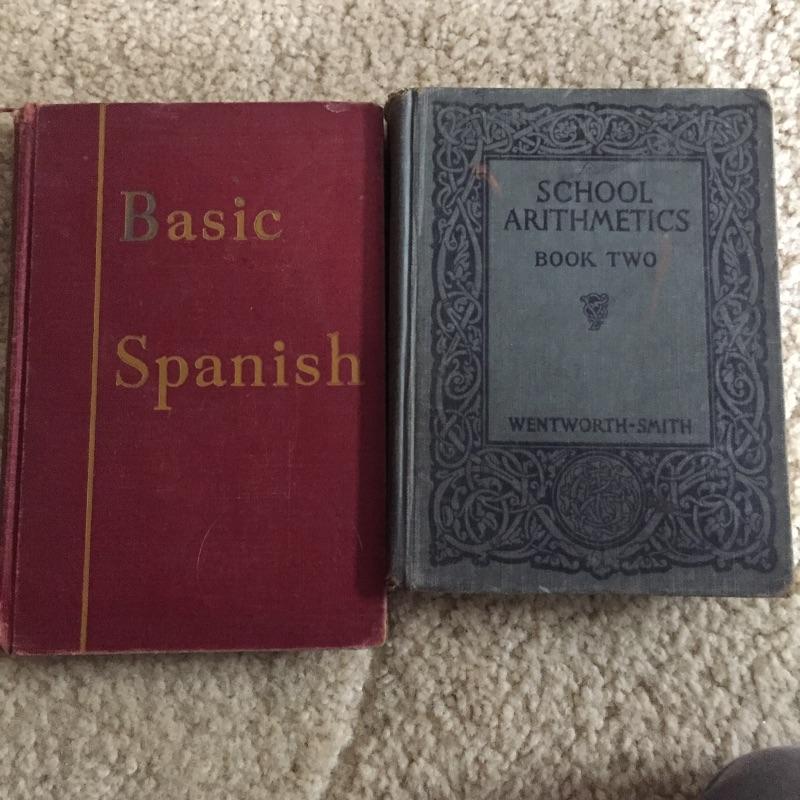 Basic
Spanish
SCHOOL
ARITHMETICS
BOOK TWO
WENTWORTH-SMITH